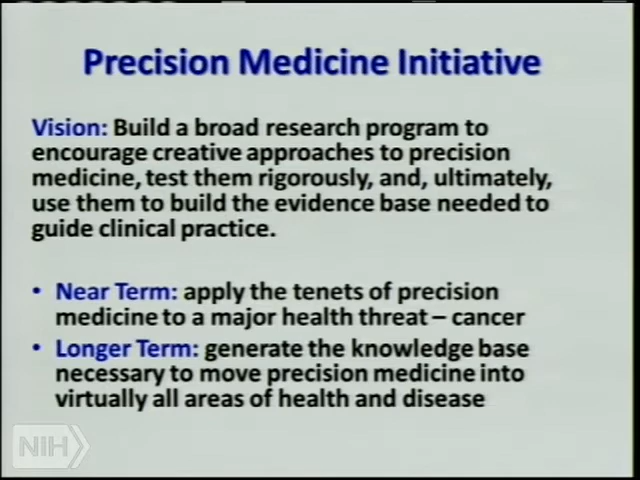 Precision Medicine Initiative
Vision: Build a broad research program to
encourage creative approaches to precision
medicine, test them rigorously, and, ultimately,
use them to build the evidence base needed to
guide clinical practice.
• Near Term: apply the tenets of precision
medicine to a major health threat – cancer
• Longer Term: generate the knowledge base
necessary to move precision medicine into
virtually all areas of health and disease
NIH